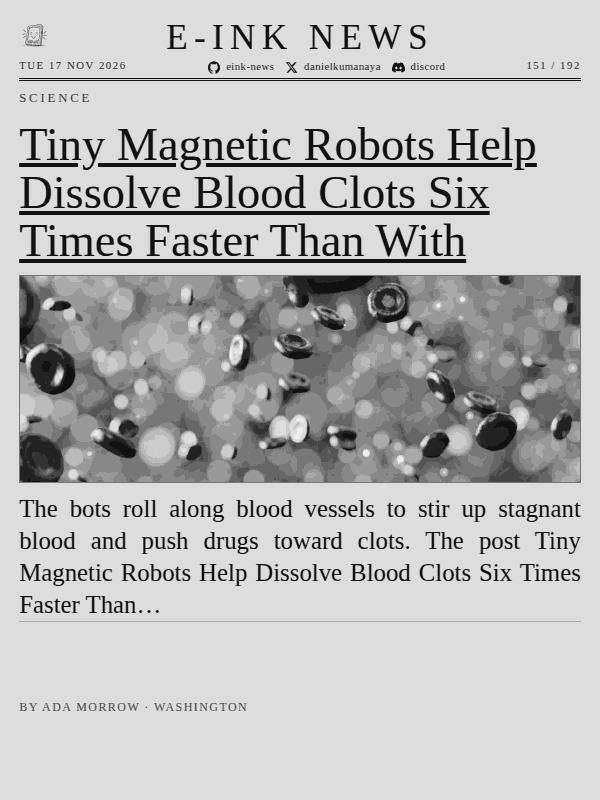 E-INK NEWS
TUE 17 NOV 2026
eink-news danielkumanaya discord
151 / 192
SCIENCE
Tiny Magnetic Robots Help
Dissolve Blood Clots Six
Times Faster Than With
The bots roll along blood vessels to stir up stagnant
blood and push drugs toward clots. The post Tiny
Magnetic Robots Help Dissolve Blood Clots Six Times
Faster Than…
BY ADA MORROW · WASHINGTON